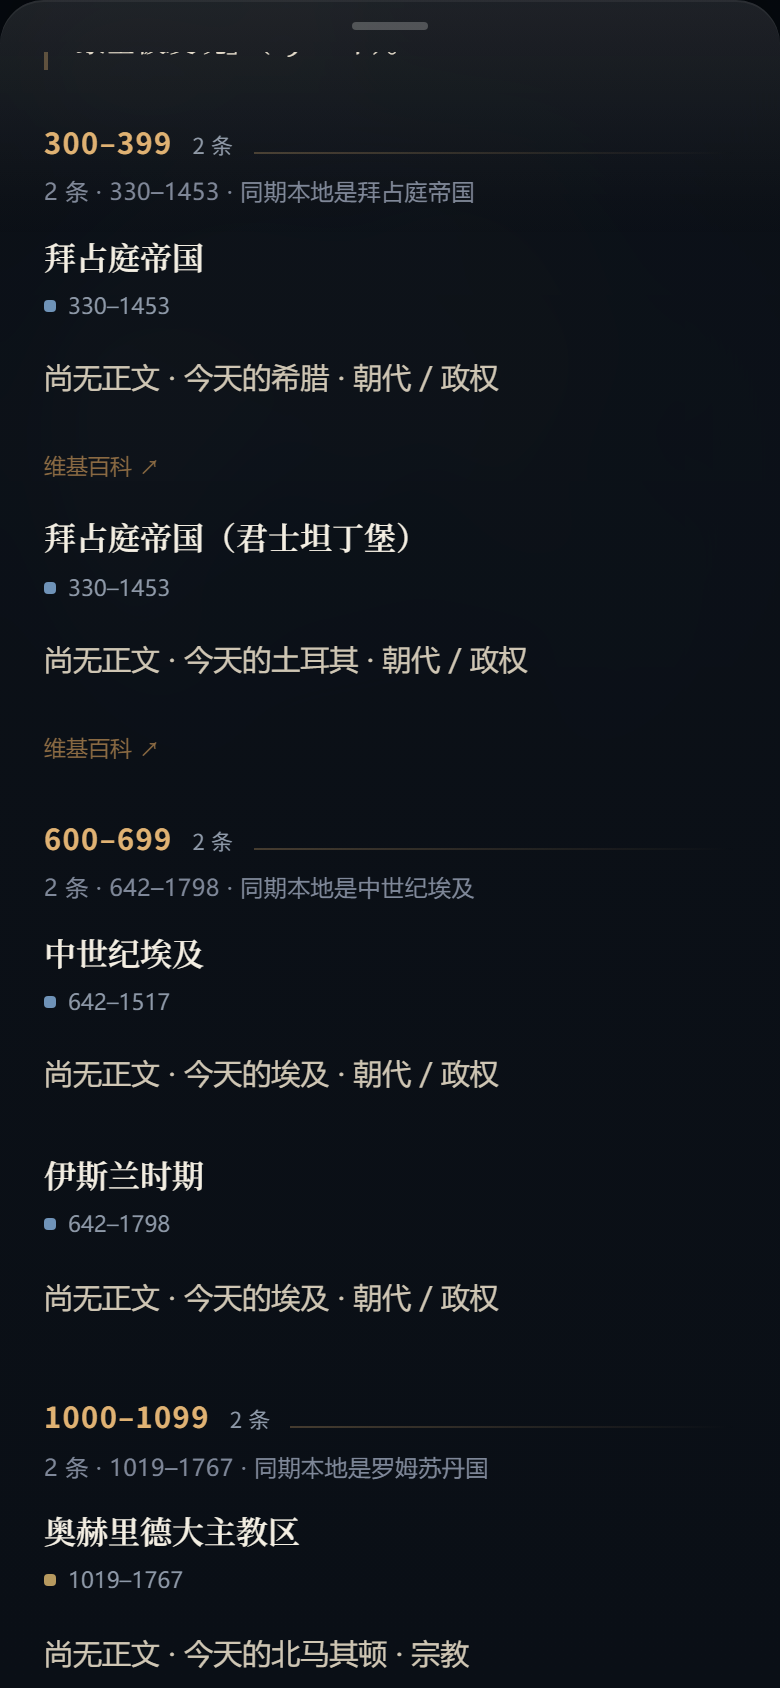 300–399 2 条
2 条 · 330–1453 · 同期本地是拜占庭帝国
拜占庭帝国
330–1453
尚无正文 · 今天的希腊 · 朝代 / 政权
维基百科 ↗
拜占庭帝国（君士坦丁堡）
330–1453
尚无正文 · 今天的土耳其 · 朝代 / 政权
维基百科 ↗
600–699 2 条
2 条 · 642–1798 · 同期本地是中世纪埃及
中世纪埃及
642–1517
尚无正文 · 今天的埃及 · 朝代 / 政权
伊斯兰时期
642–1798
尚无正文 · 今天的埃及 · 朝代 / 政权
1000–1099 2 条
2 条 · 1019–1767 · 同期本地是罗姆苏丹国
奥赫里德大主教区
1019–1767
尚无正文 · 今天的北马其顿 · 宗教